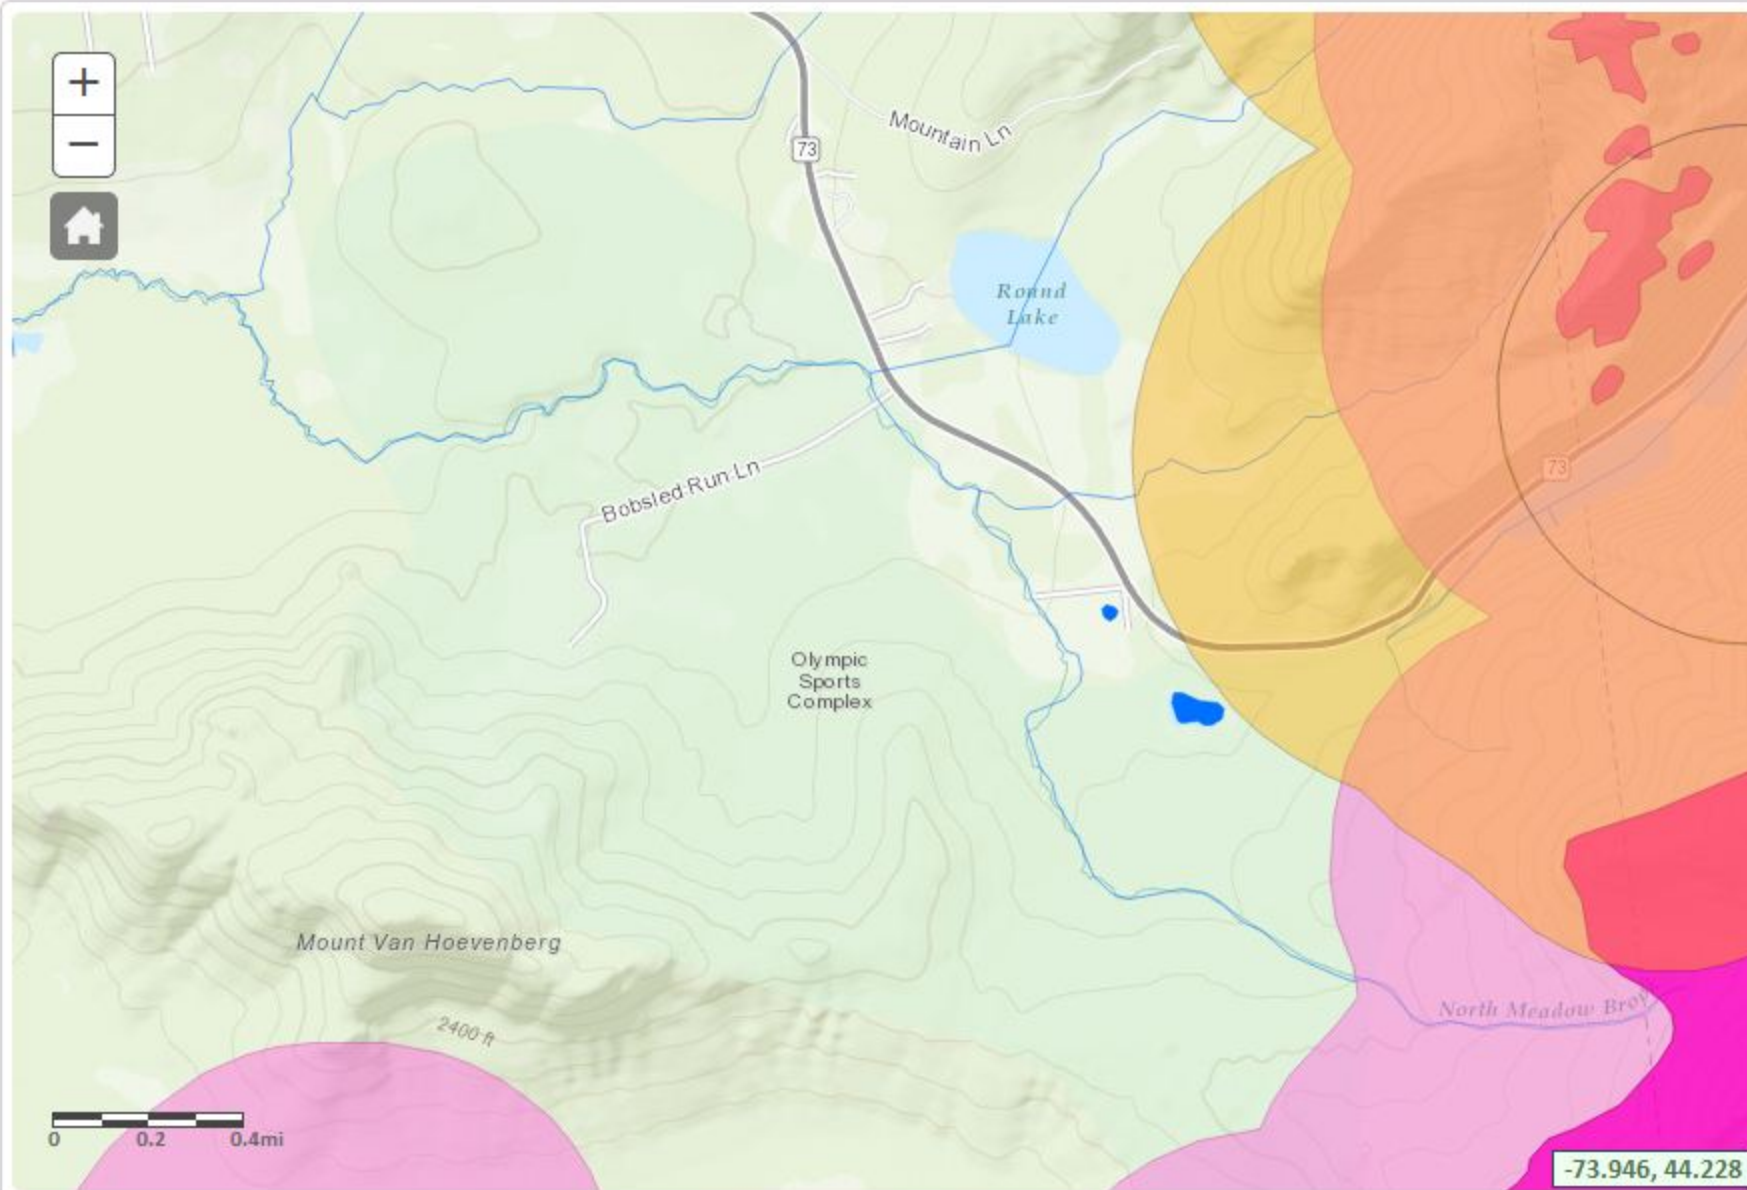 +
−
73
Mountain Ln
Round
Lake
73
Bobsled Run Ln
Olympic
Sports
Complex
Mount Van Hoevenberg
2400 ft
North Meadow
0 0.2 0.4mi
-73.946, 44.228